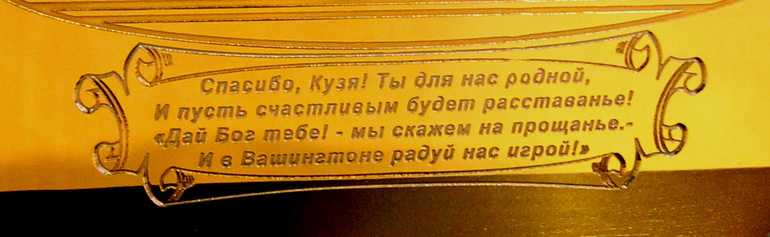 Спасибо, Кузя! Ты для нас родной,
И пусть счастливым будет расставанье!
«Дай Бог тебе! - мы скажем на прощанье.-
И в Вашингтоне радуй нас игрой!»